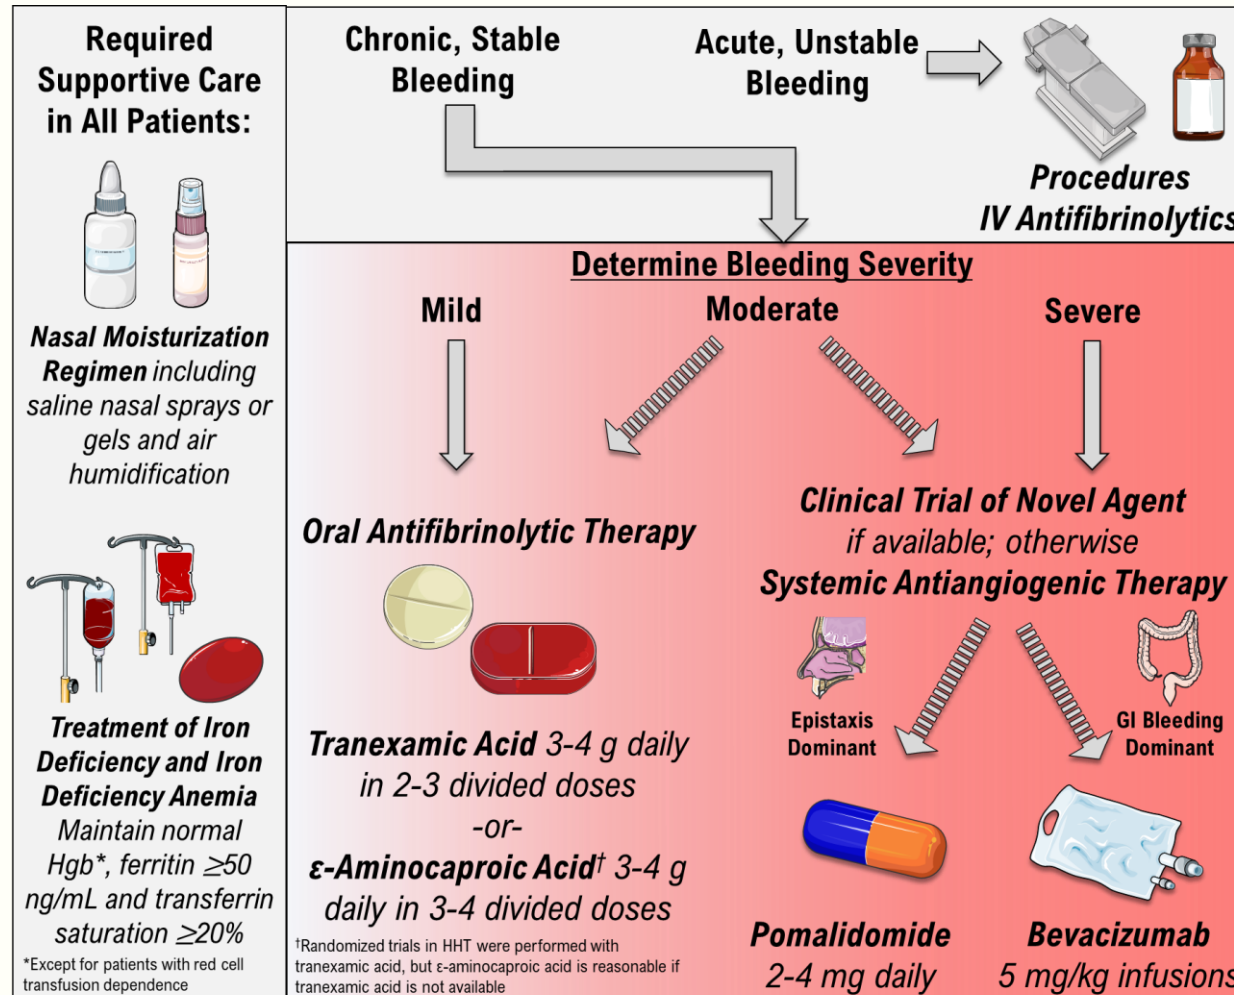 Required
Supportive Care
in All Patients:
Nasal Moisturization
Regimen including
saline nasal sprays or
gels and air
humidification
Treatment of Iron
Deficiency and Iron
Deficiency Anemia
Maintain normal
Hgb*, ferritin ≥50
ng/mL and transferrin
saturation ≥20%
*Except for patients with red cell
transfusion dependence
Chronic, Stable
Bleeding
Acute, Unstable
Bleeding
Procedures
IV Antifibrinolytics
Determine Bleeding Severity
Mild
Moderate
Severe
Oral Antifibrinolytic Therapy
Tranexamic Acid 3-4 g daily
in 2-3 divided doses
-or-
ε-Aminocaproic Acid† 3-4 g
daily in 3-4 divided doses
†Randomized trials in HHT were performed with
tranexamic acid, but ε-aminocaproic acid is reasonable if
tranexamic acid is not available
Clinical Trial of Novel Agent
if available; otherwise
Systemic Antiangiogenic Therapy
Epistaxis
Dominant
GI Bleeding
Dominant
Pomalidomide
2-4 mg daily
Bevacizumab
5 mg/kg infusions